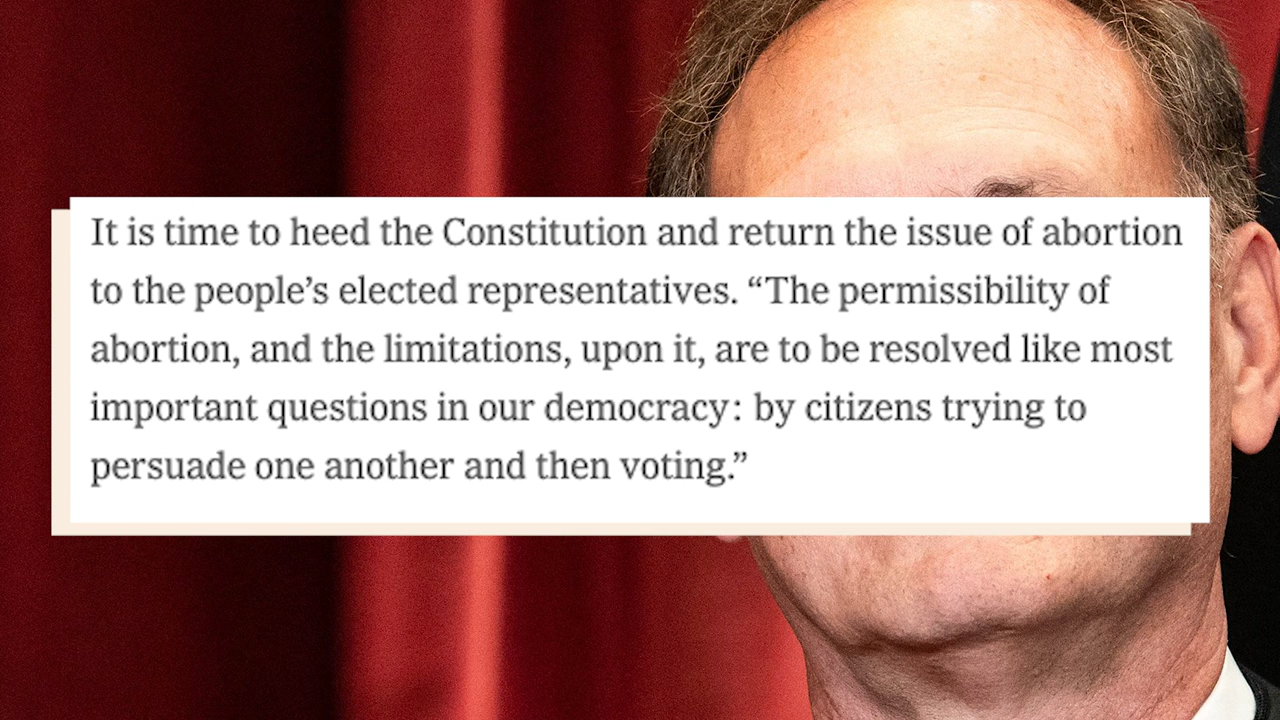 It is time to heed the Constitution and return the issue of abortion
to the people’s elected representatives. “The permissibility of
abortion, and the limitations, upon it, are to be resolved like most
important questions in our democracy: by citizens trying to
persuade one another and then voting.”